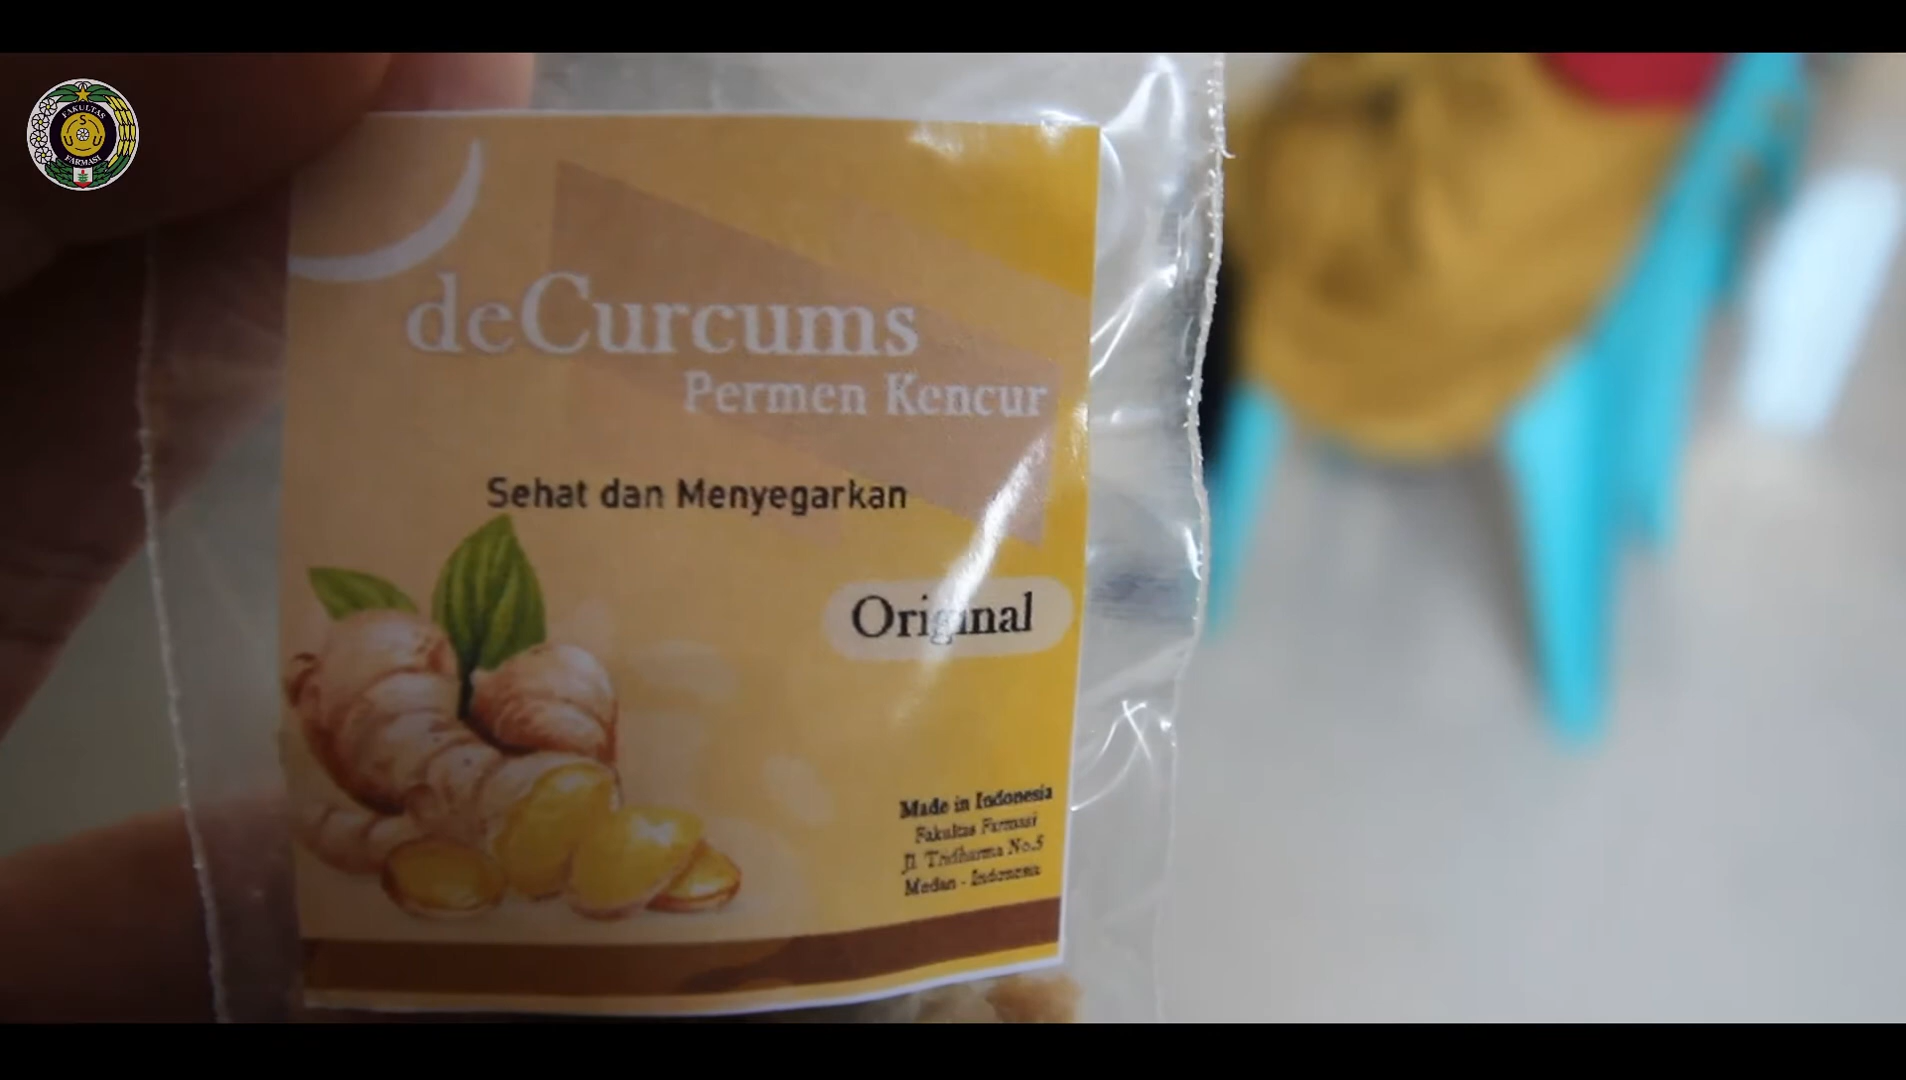 FAKULTAS
USU
FARMASI
deCurcums
Permen Kencur
Sehat dan Menyegarkan
Original
Made in Indonesia
Fakultas Farmasi
Jl. Tridharma No.5
Medan - Indonesia